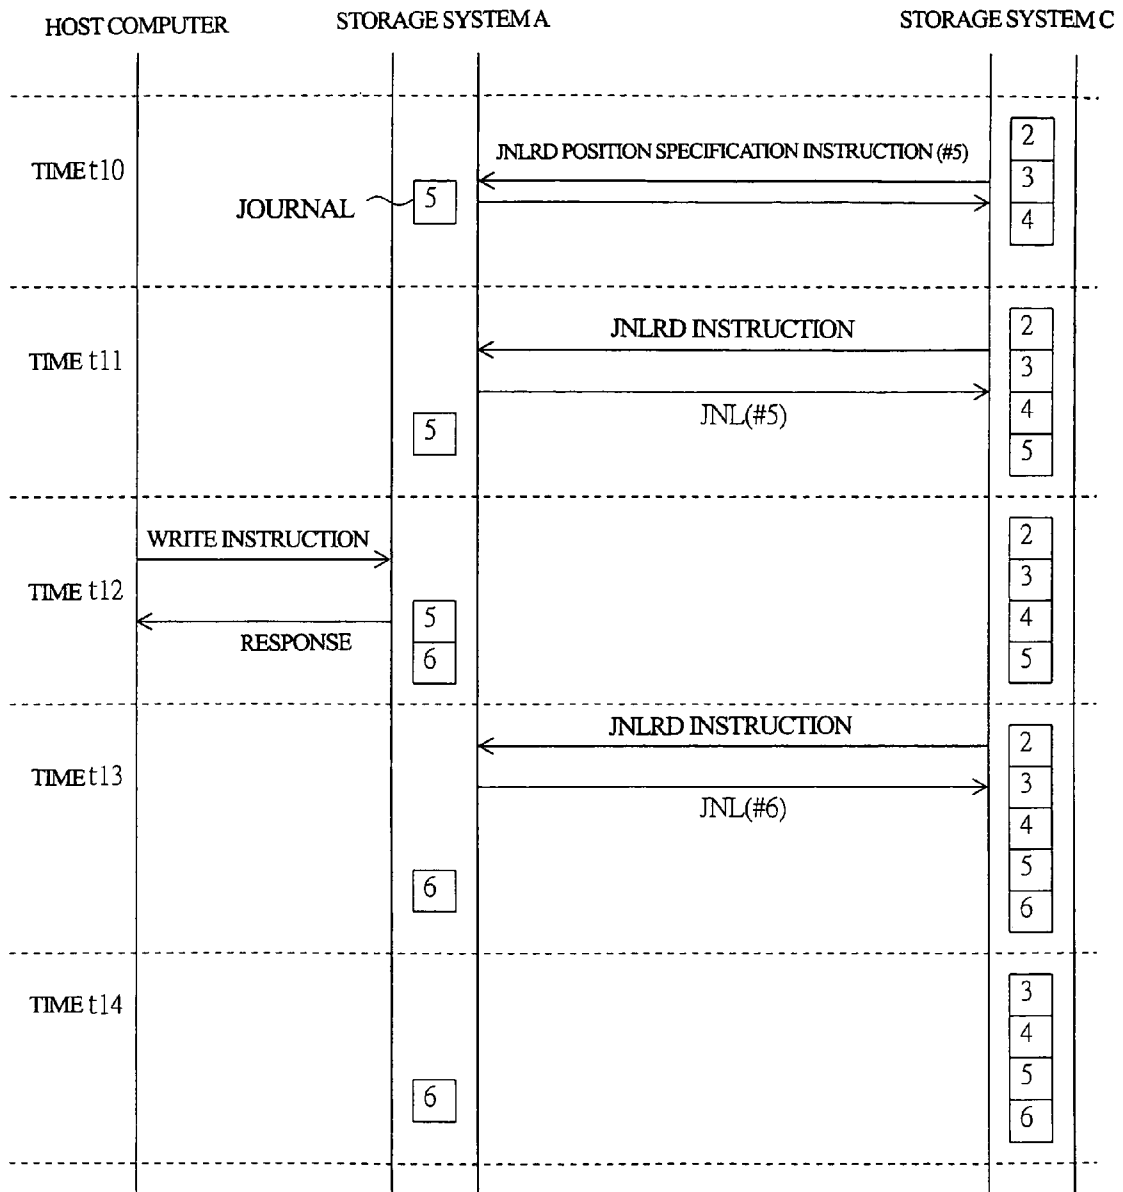 HOST COMPUTER
STORAGE SYSTEM A
STORAGE SYSTEM C
TIME t10
JOURNAL
5
JNLRD POSITION SPECIFICATION INSTRUCTION (#5)
2
3
4
TIME t11
5
JNLRD INSTRUCTION
JNL(#5)
2
3
4
5
WRITE INSTRUCTION
TIME t12
RESPONSE
5
6
2
3
4
5
TIME t13
JNLRD INSTRUCTION
JNL(#6)
6
2
3
4
5
6
TIME t14
6
3
4
5
6